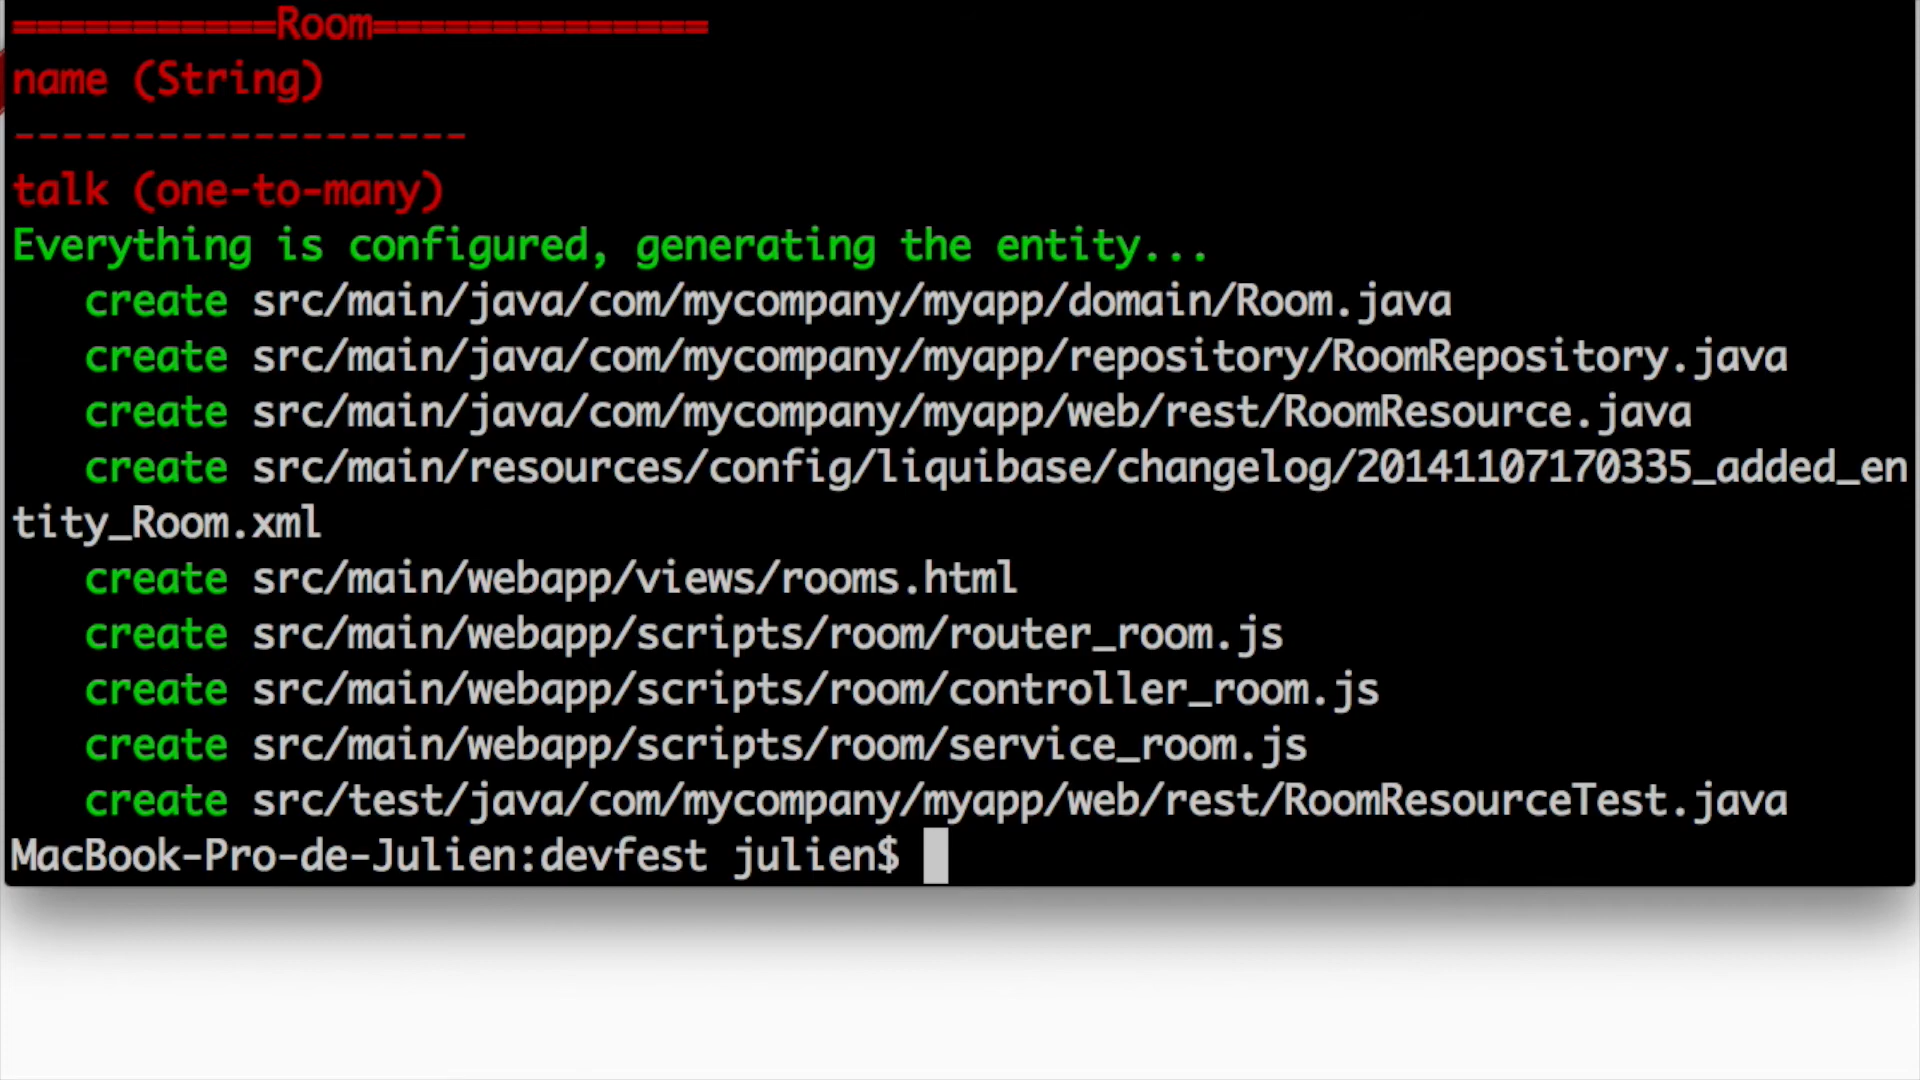 ===========Room==============
name (String)
-------------------
talk (one-to-many)
Everything is configured, generating the entity...
   create src/main/java/com/mycompany/myapp/domain/Room.java
   create src/main/java/com/mycompany/myapp/repository/RoomRepository.java
   create src/main/java/com/mycompany/myapp/web/rest/RoomResource.java
   create src/main/resources/config/liquibase/changelog/20141107170335_added_en
tity_Room.xml
   create src/main/webapp/views/rooms.html
   create src/main/webapp/scripts/room/router_room.js
   create src/main/webapp/scripts/room/controller_room.js
   create src/main/webapp/scripts/room/service_room.js
   create src/test/java/com/mycompany/myapp/web/rest/RoomResourceTest.java
MacBook-Pro-de-Julien:devfest julien$